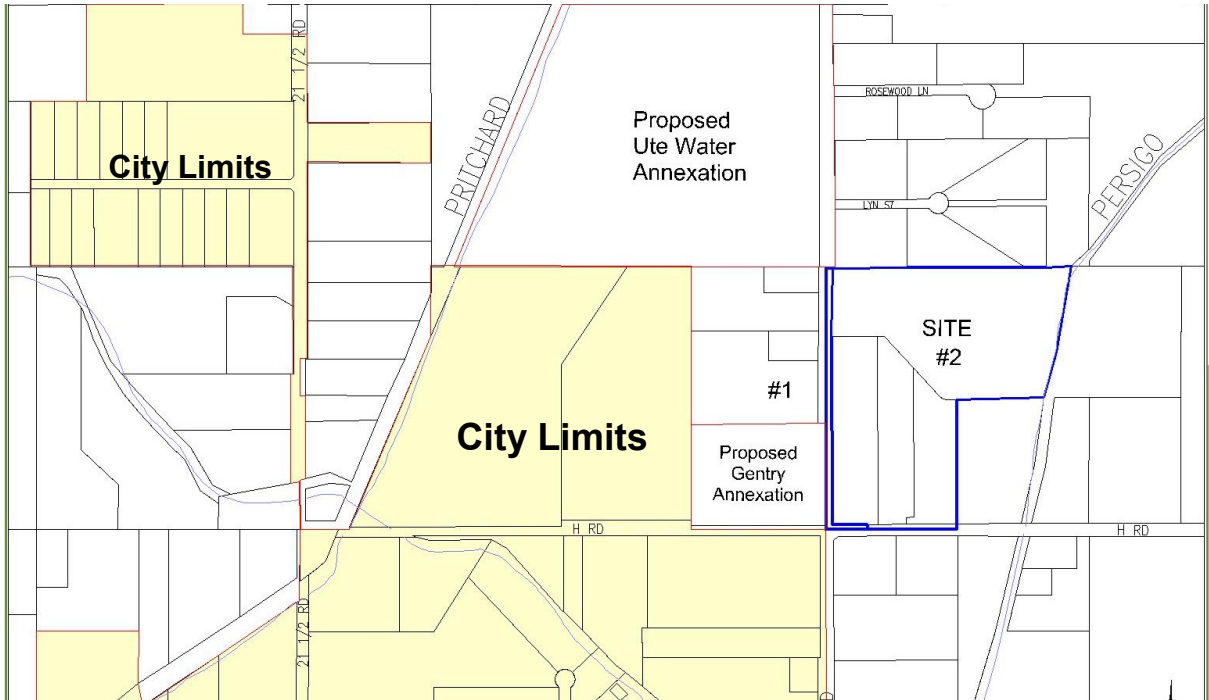 21 1/2 RD
ROSEWOOD LN
Proposed
Ute Water
Annexation
PRITCHARD
PERSIGO
City Limits
LYN ST
SITE
#2
#1
City Limits
Proposed
Gentry
Annexation
H RD
H RD
21 1/2 RD